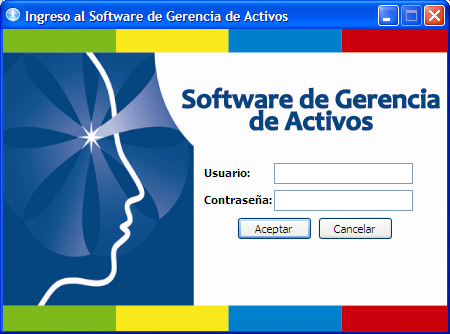 Ingreso al Software de Gerencia de Activos
Software de Gerencia
de Activos
Usuario:
Contraseña:
Aceptar Cancelar